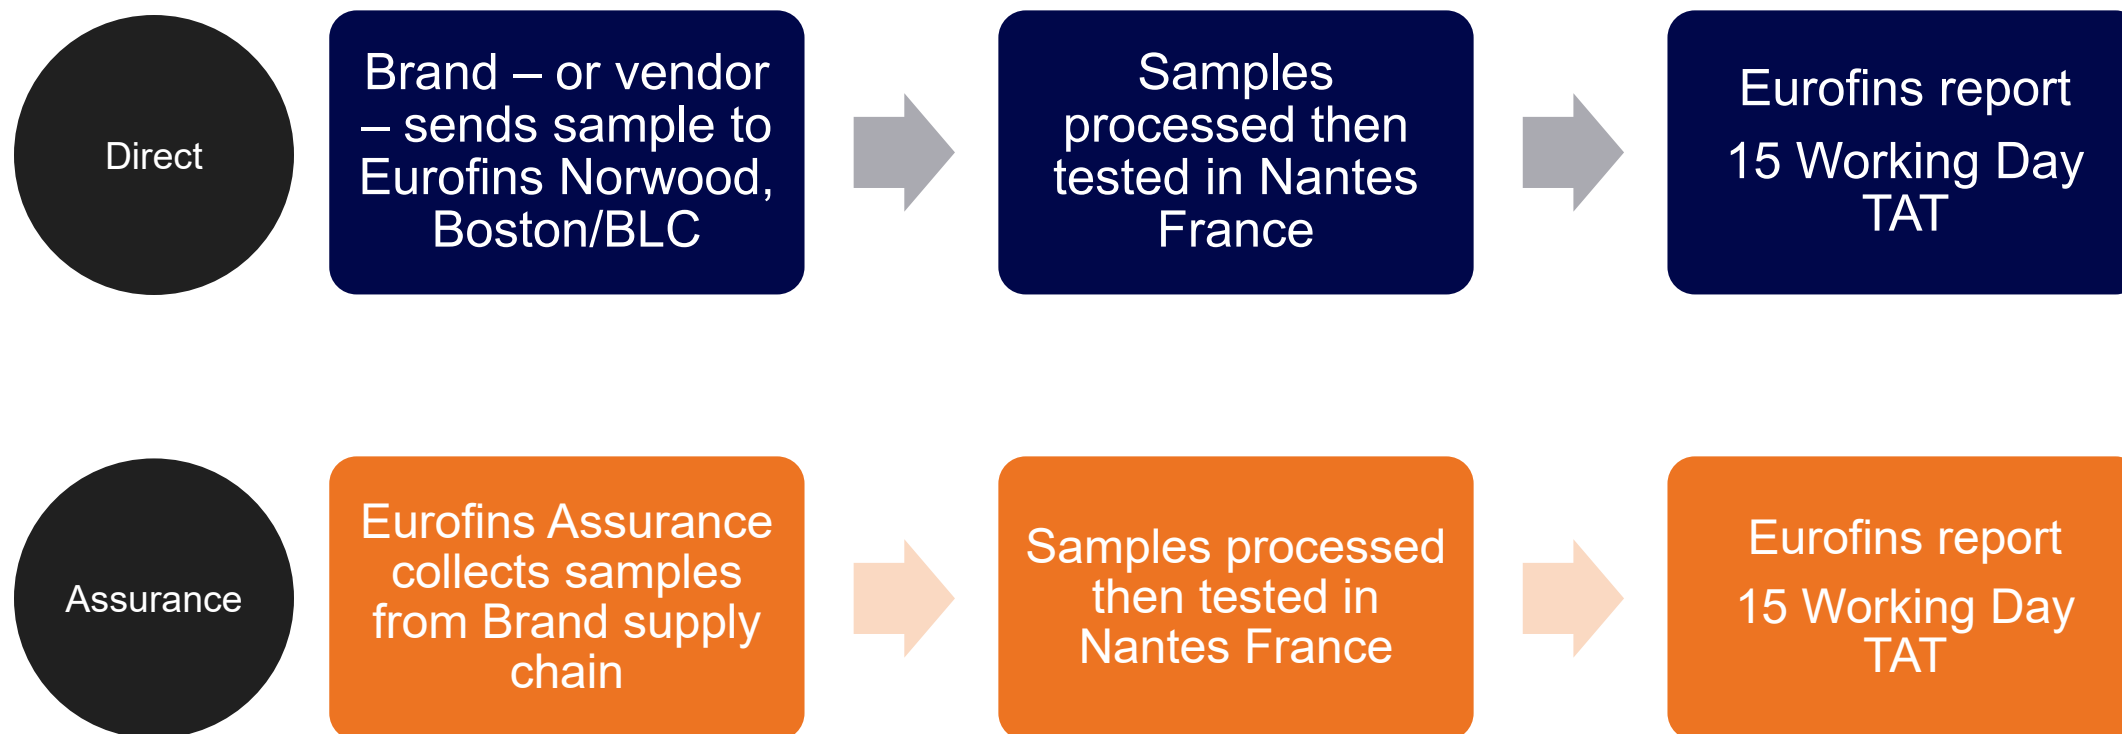 Direct
Brand – or vendor
– sends sample to
Eurofins Norwood,
Boston/BLC
Samples
processed then
tested in Nantes
France
Eurofins report
15 Working Day
TAT
Assurance
Eurofins Assurance
collects samples
from Brand supply
chain
Samples processed
then tested in
Nantes France
Eurofins report
15 Working Day
TAT